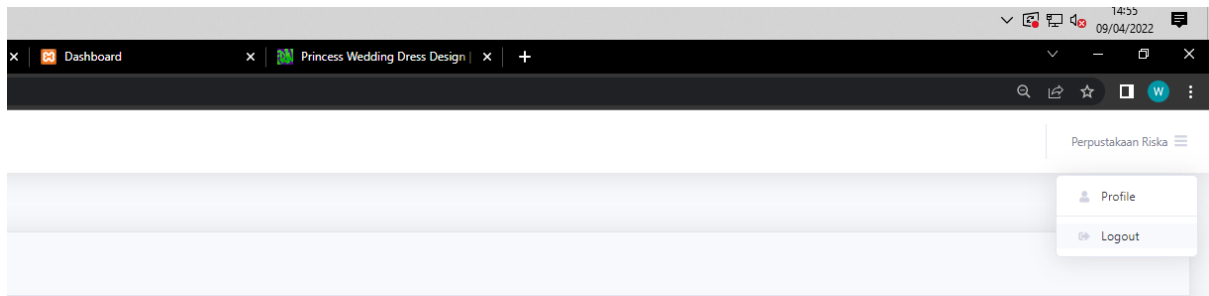 14:55
09/04/2022
Dashboard
Princess Wedding Dress Design |
W
Perpustakaan Riska
Profile
Logout